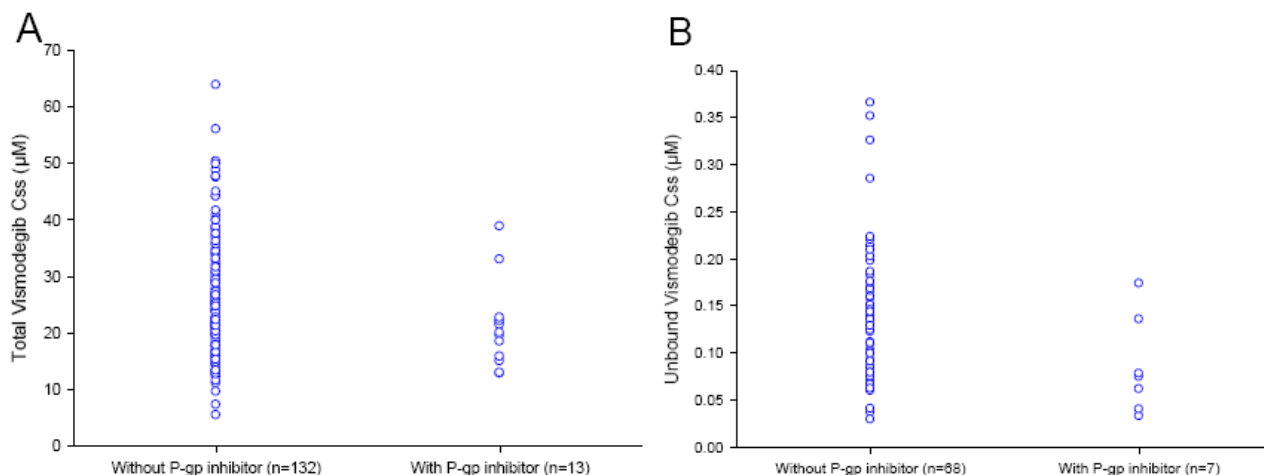 A
Total Vismodegib Css (µM)
70
60
50
40
30
20
10
0
Without P-gp inhibitor (n=132)
With P-gp inhibitor (n=13)
B
Unbound Vismodegib Css (µM)
0.40
0.35
0.30
0.25
0.20
0.15
0.10
0.05
0.00
Without P-gp inhibitor (n=68)
With P-gp inhibitor (n=7)